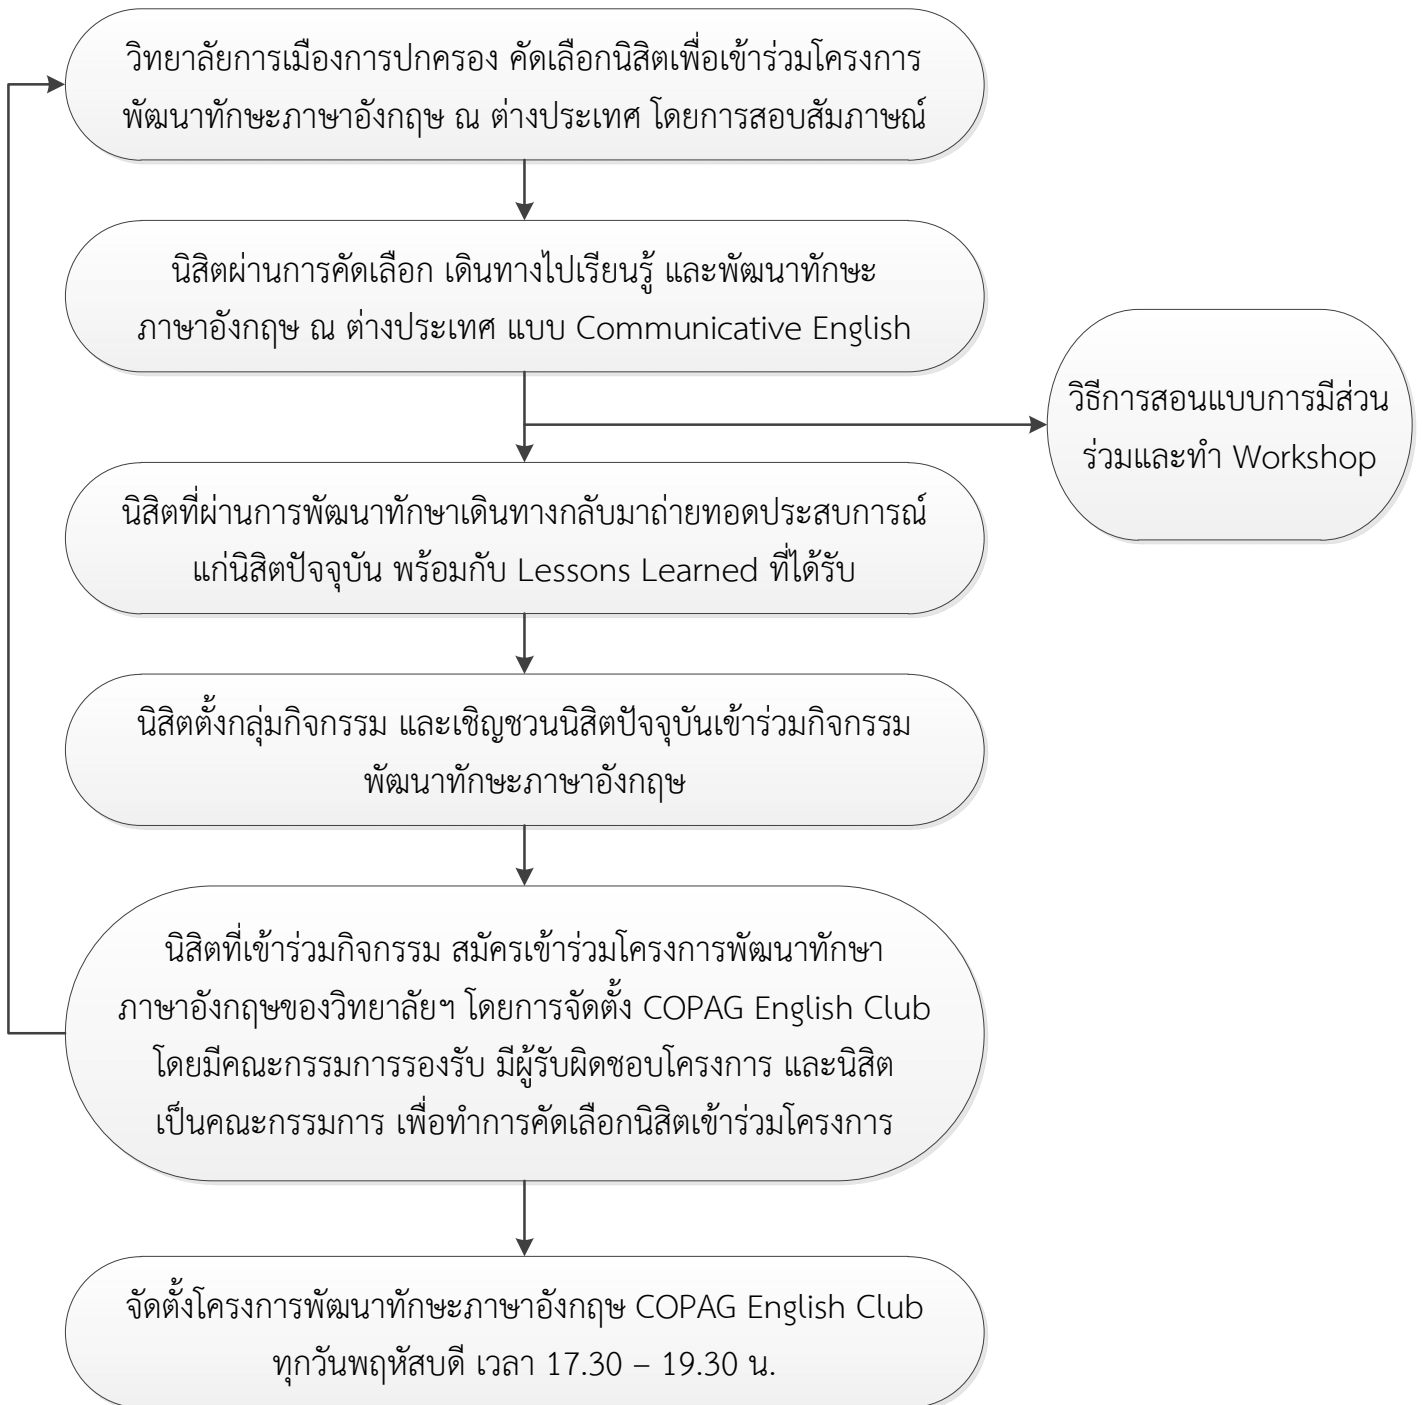 วิทยาลัยการเมืองการปกครอง คัดเลือกนิสิตเพื่อเข้าร่วมโครงการ
พัฒนาทักษะภาษาอังกฤษ ณ ต่างประเทศ โดยการสอบสัมภาษณ์
นิสิตผ่านการคัดเลือก เดินทางไปเรียนรู้ และพัฒนาทักษะ
ภาษาอังกฤษ ณ ต่างประเทศ แบบ Communicative English
วิธีการสอนแบบการมีส่วน
ร่วมและทำ Workshop
นิสิตที่ผ่านการพัฒนาทักษาเดินทางกลับมาถ่ายทอดประสบการณ์
แก่นิสิตปัจจุบัน พร้อมกับ Lessons Learned ที่ได้รับ
นิสิตตั้งกลุ่มกิจกรรม และเชิญชวนนิสิตปัจจุบันเข้าร่วมกิจกรรม
พัฒนาทักษะภาษาอังกฤษ
นิสิตที่เข้าร่วมกิจกรรม สมัครเข้าร่วมโครงการพัฒนาทักษา
ภาษาอังกฤษของวิทยาลัยฯ โดยการจัดตั้ง COPAG English Club
โดยมีคณะกรรมการรองรับ มีผู้รับผิดชอบโครงการ และนิสิต
เป็นคณะกรรมการ เพื่อทำการคัดเลือกนิสิตเข้าร่วมโครงการ
จัดตั้งโครงการพัฒนาทักษะภาษาอังกฤษ COPAG English Club
ทุกวันพฤหัสบดี เวลา 17.30 – 19.30 น.